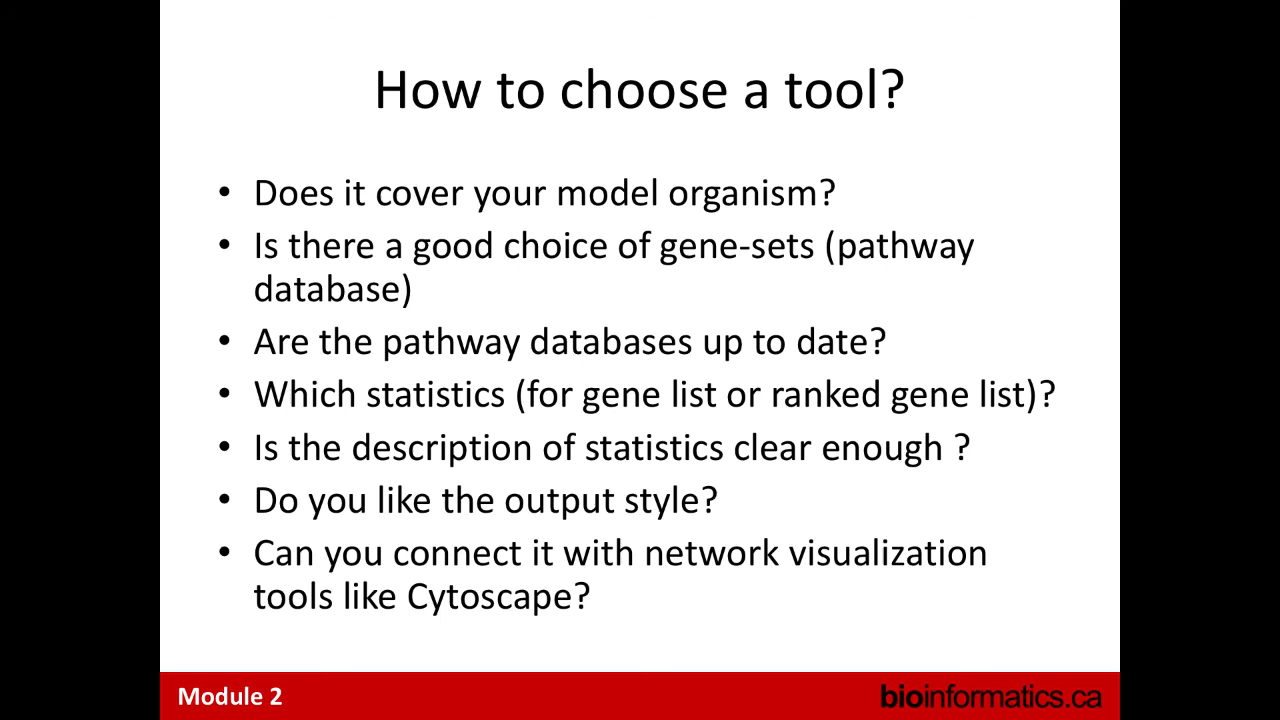 How to choose a tool?
• Does it cover your model organism?
• Is there a good choice of gene-sets (pathway
database)
• Are the pathway databases up to date?
• Which statistics (for gene list or ranked gene list)?
• Is the description of statistics clear enough ?
• Do you like the output style?
• Can you connect it with network visualization
tools like Cytoscape?
Module 2
bioinformatics.ca